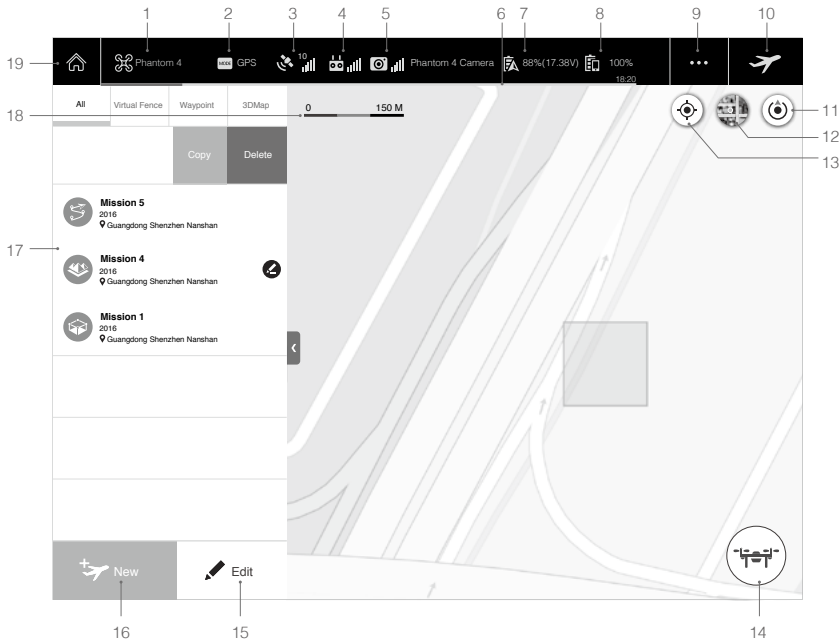 1 2 3 4 5 6 7 8 9 10
19 Phantom 4 MODE GPS 10 Phantom 4 Camera 88%(17.38V) 100%
18:20
All Virtual Fence Waypoint 3DMap
18 0 150 M 11
12
13
Copy Delete
Mission 5
2016
Guangdong Shenzhen Nanshan
17
Mission 4
2016
Guangdong Shenzhen Nanshan
Mission 1
2016
Guangdong Shenzhen Nanshan
New Edit
16 15 14